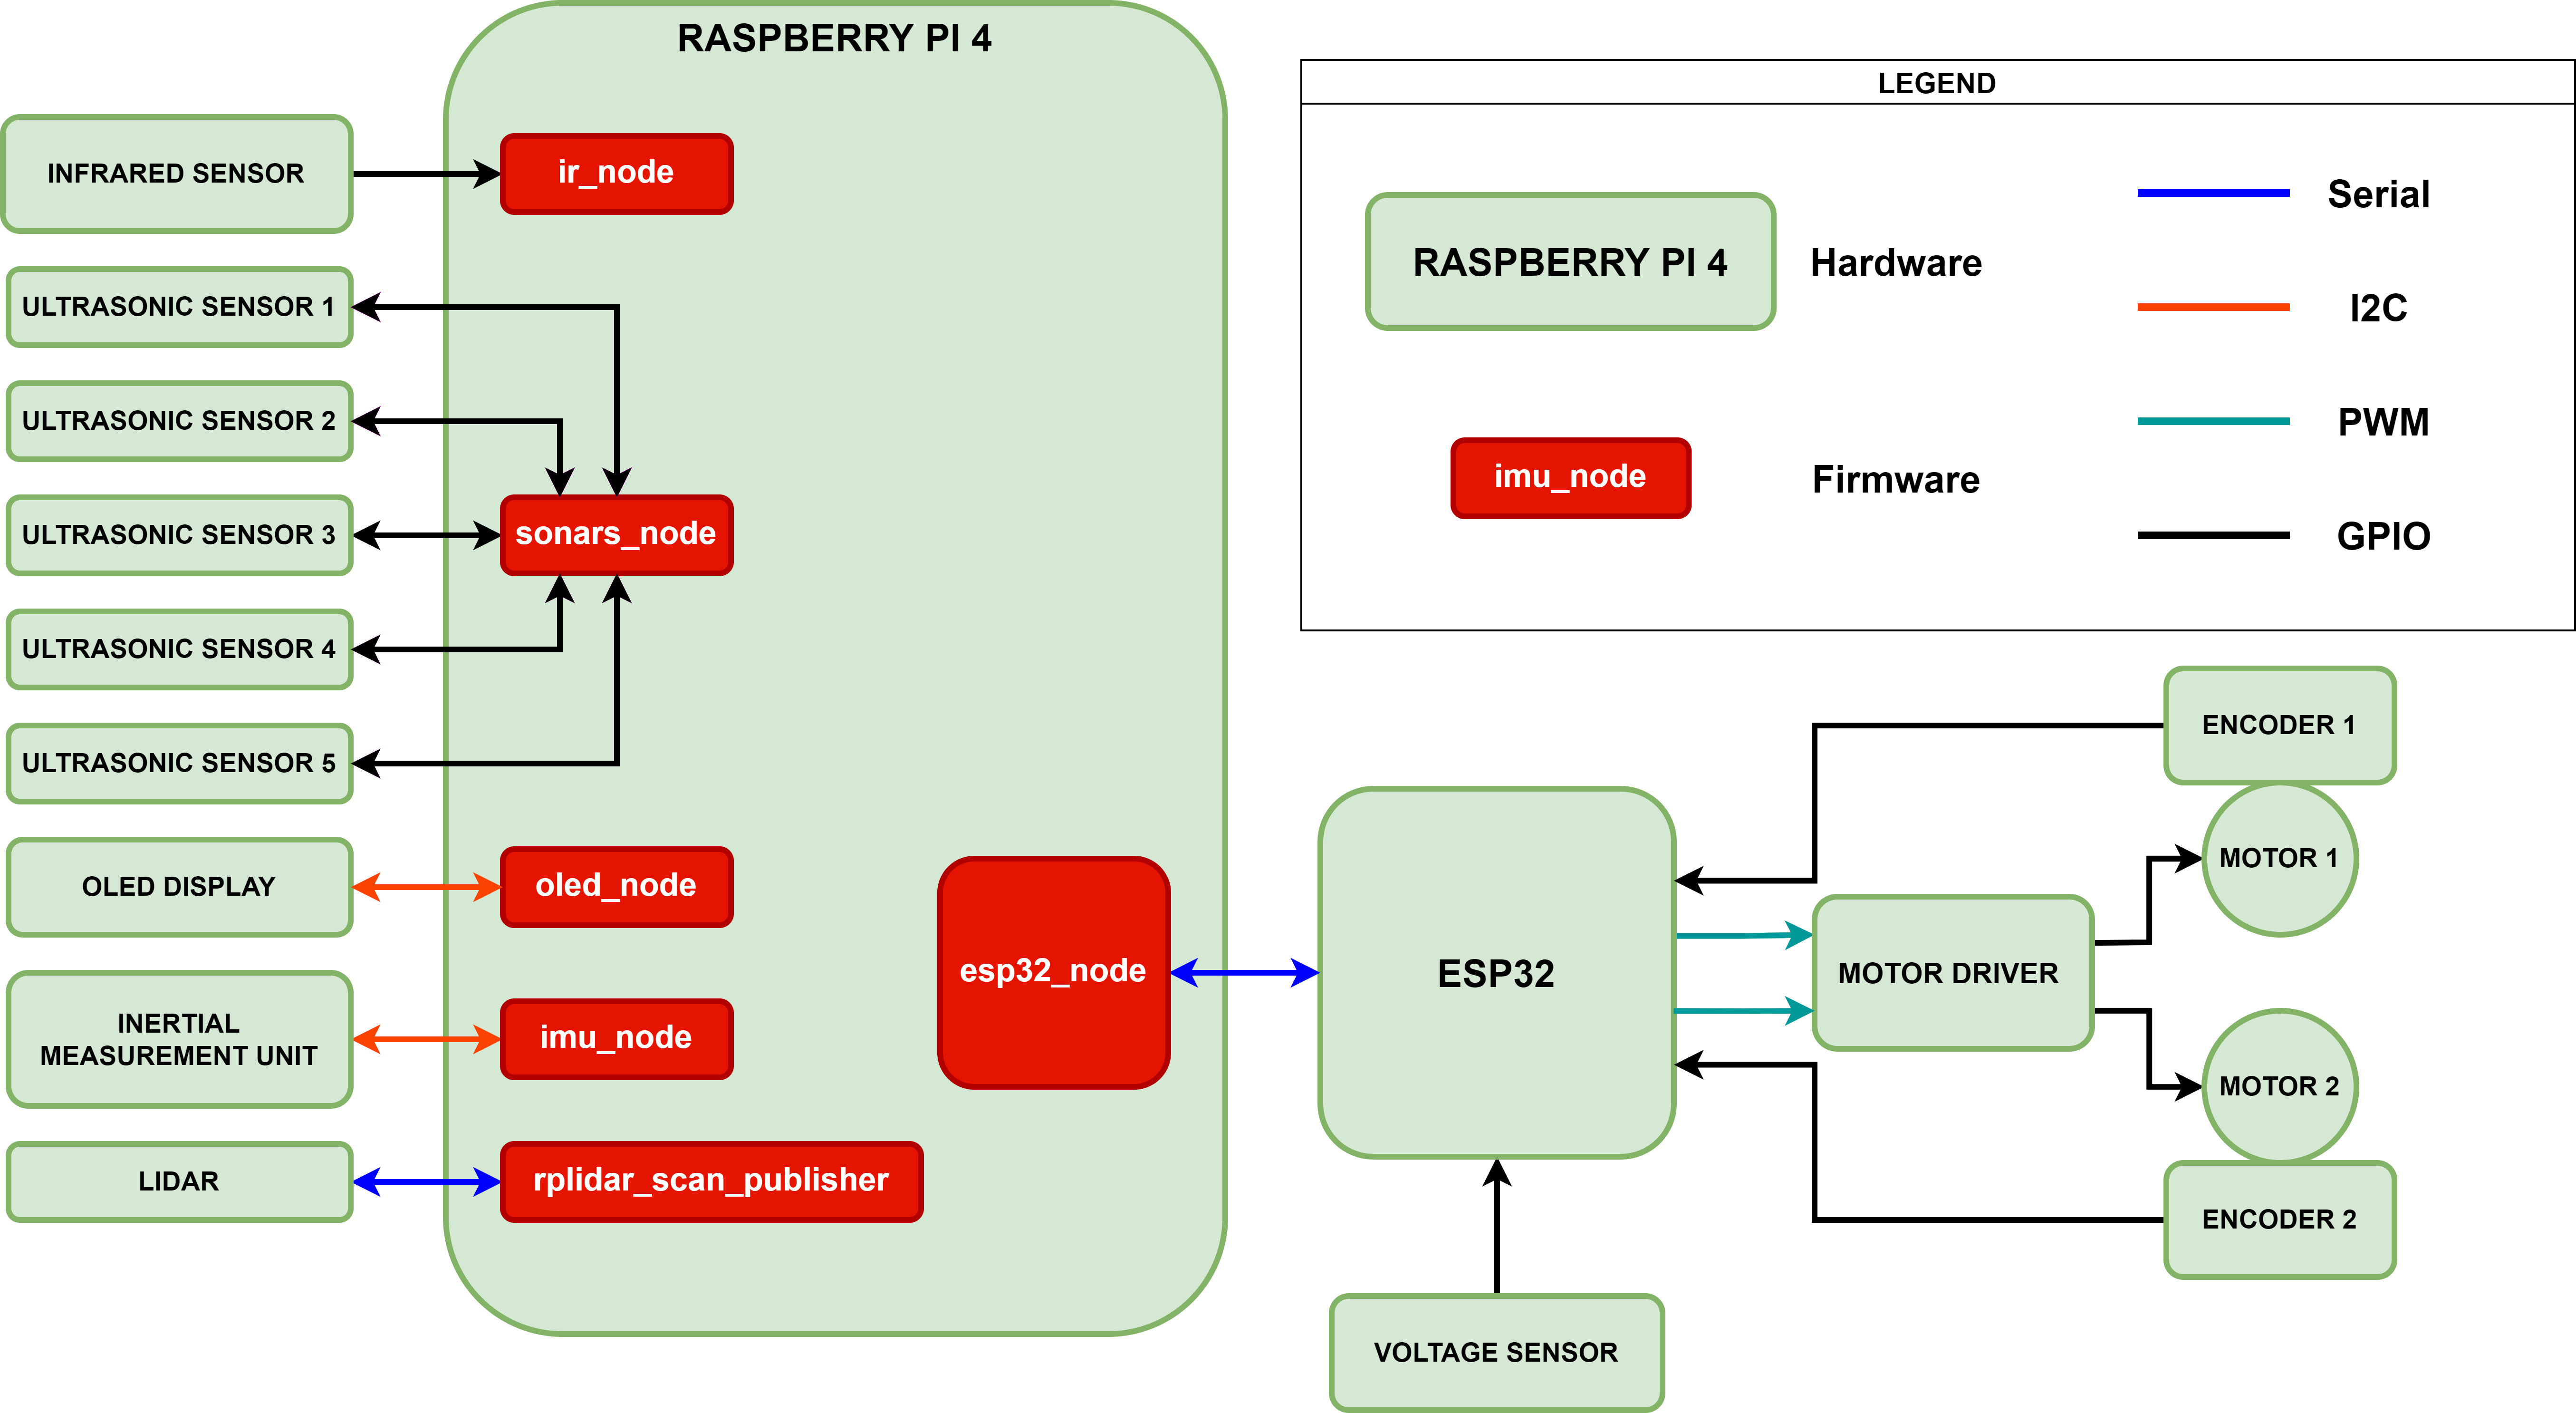 RASPBERRY PI 4
INFRARED SENSOR
ir_node
ULTRASONIC SENSOR 1
ULTRASONIC SENSOR 2
ULTRASONIC SENSOR 3
sonars_node
ULTRASONIC SENSOR 4
ULTRASONIC SENSOR 5
OLED DISPLAY
oled_node
INERTIAL
MEASUREMENT UNIT
imu_node
LIDAR
rplidar_scan_publisher
esp32_node
LEGEND
RASPBERRY PI 4
Hardware
imu_node
Firmware
Serial
I2C
PWM
GPIO
ESP32
ENCODER 1
MOTOR 1
MOTOR DRIVER
MOTOR 2
ENCODER 2
VOLTAGE SENSOR